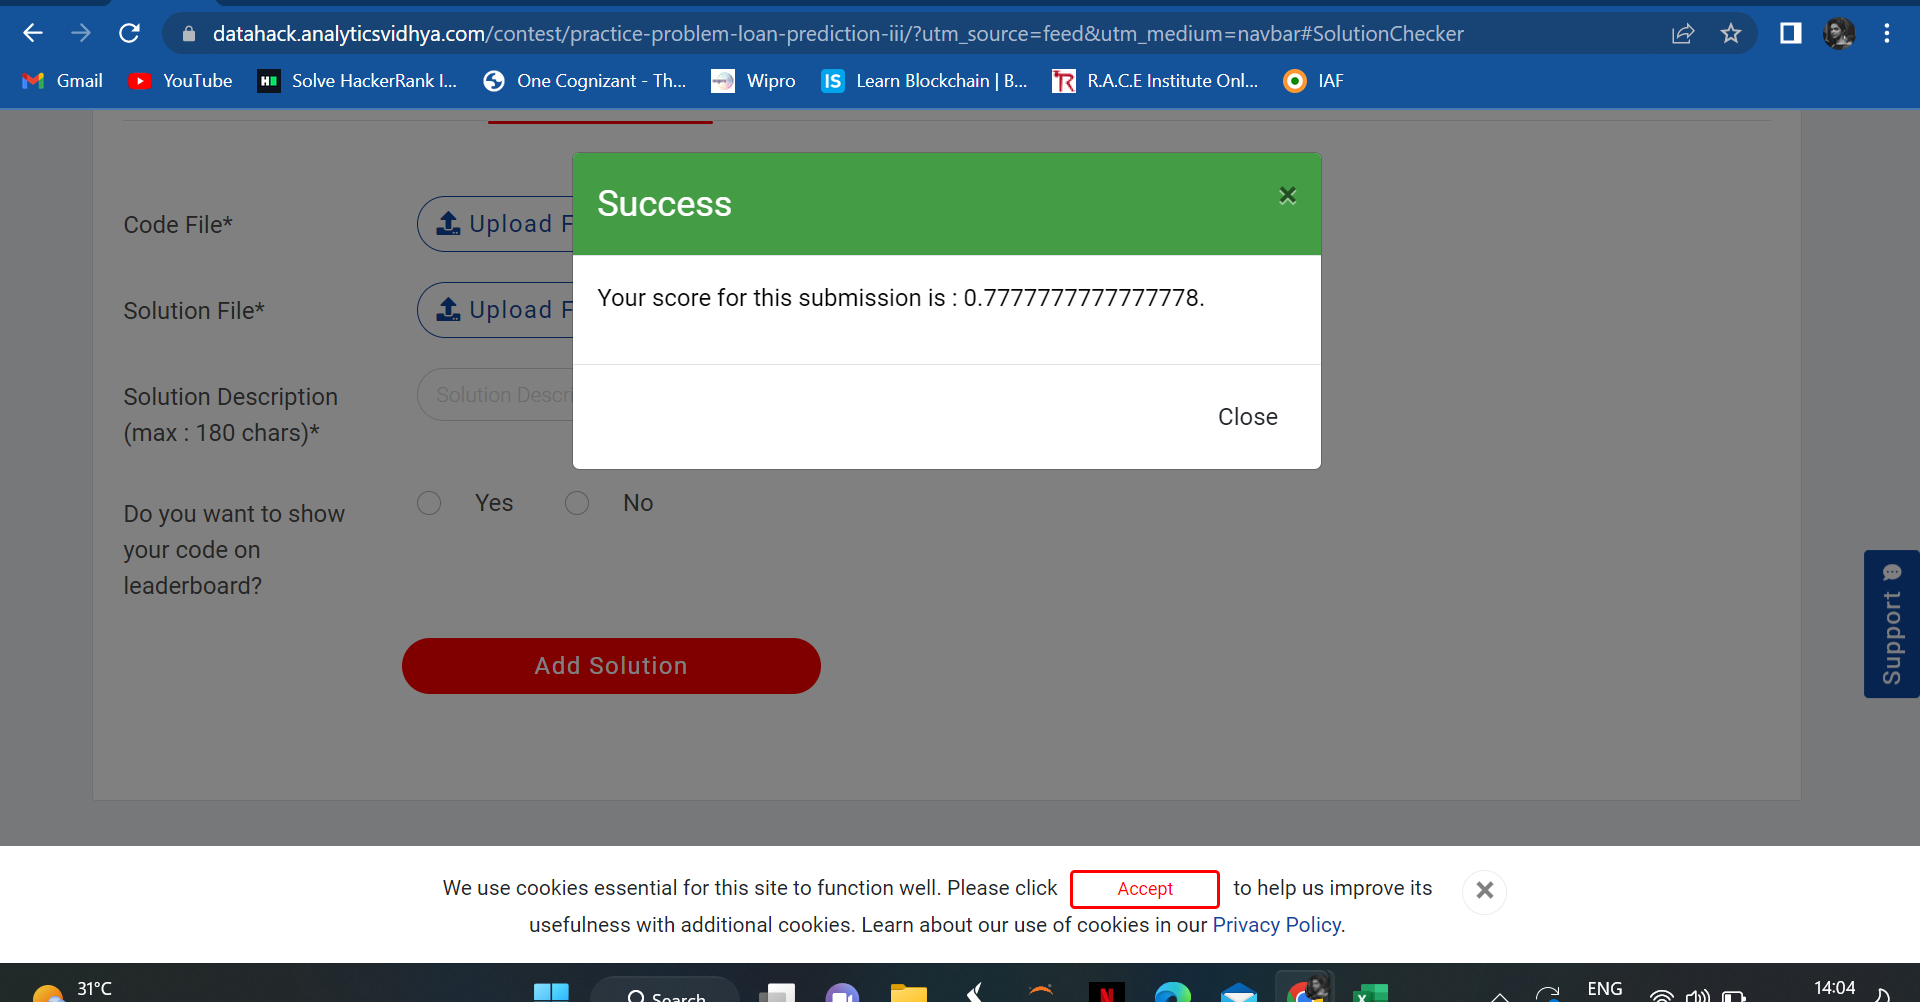 datahack.analyticsvidhya.com/contest/practice-problem-loan-prediction-iii/?utm_source=feed&utm_medium=navbar#SolutionChecker
Gmail YouTube Solve HackerRank I... One Cognizant - Th... Wipro IS Learn Blockchain | B... R.A.C.E Institute Onl... IAF
Success
Code File* Upload F
Your score for this submission is : 0.7777777777777778.
Solution File* Upload F
Solution Description Solution Descri
(max : 180 chars)*
Close
Do you want to show Yes No
your code on
leaderboard?
Support
Add Solution
We use cookies essential for this site to function well. Please click Accept to help us improve its
usefulness with additional cookies. Learn about our use of cookies in our Privacy Policy.
31°C Search ENG 14:04